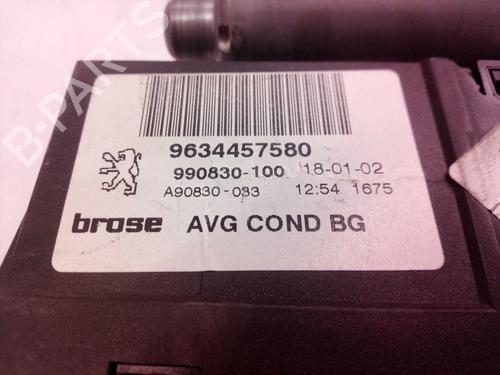 9634457580
990830-100 18-01-02
A90830-033 12:54 1675
brose AVG COND BG
B-PARTS